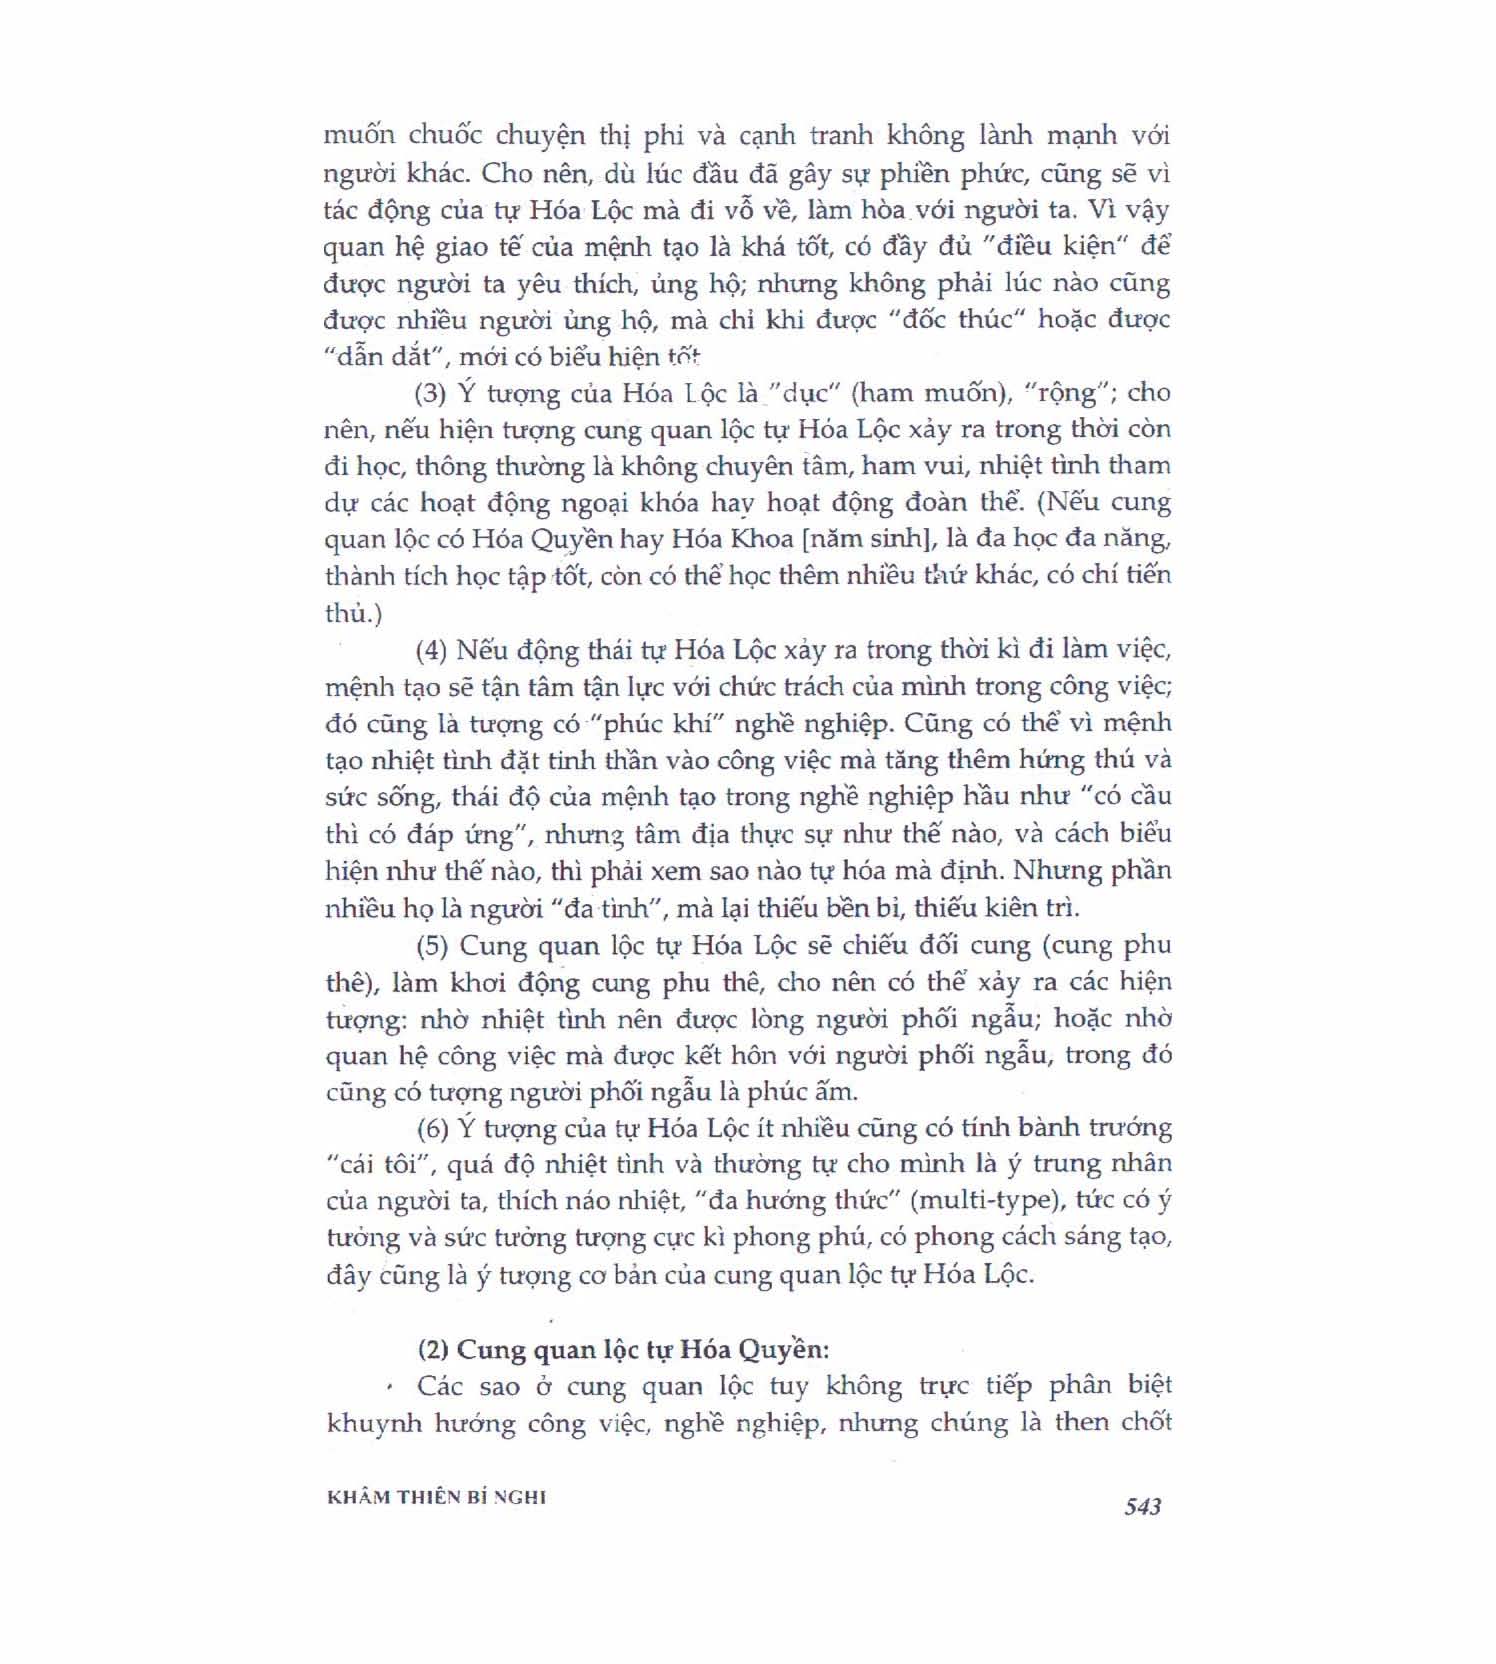 muốn chuốc chuyện thị phi và cạnh tranh không lành mạnh với
người khác. Cho nên, dù lúc đầu đã gây sự phiền phức, cũng sẽ vì
tác động của tự Hóa Lộc mà đi vỗ về, làm hòa với người ta. Vì vậy
quan hệ giao tế của mệnh tạo là khá tốt, có đầy đủ "điều kiện" để
được người ta yêu thích, ủng hộ; nhưng không phải lúc nào cũng
được nhiều người ủng hộ, mà chỉ khi được "đốc thúc" hoặc được
"dẫn dắt", mới có biểu hiện tốt
(3) Ý tượng của Hóa Lộc là "dục" (ham muốn), "rộng"; cho
nên, nếu hiện tượng cung quan lộc tự Hóa Lộc xảy ra trong thời còn
đi học, thông thường là không chuyên tâm, ham vui, nhiệt tình tham
dự các hoạt động ngoại khóa hay hoạt động đoàn thể. (Nếu cung
quan lộc có Hóa Quyền hay Hóa Khoa [năm sinh], là đa học đa năng,
thành tích học tập tốt, còn có thể học thêm nhiều thứ khác, có chí tiến
thủ.)
(4) Nếu động thái tự Hóa Lộc xảy ra trong thời kì đi làm việc,
mệnh tạo sẽ tận tâm tận lực với chức trách của mình trong công việc;
đó cũng là tượng có "phúc khí" nghề nghiệp. Cũng có thể vì mệnh
tạo nhiệt tình đặt tinh thần vào công việc mà tăng thêm hứng thú và
sức sống, thái độ của mệnh tạo trong nghề nghiệp hầu như "có cầu
thì có đáp ứng", nhưng tâm địa thực sự như thế nào, và cách biểu
hiện như thế nào, thì phải xem sao nào tự hóa mà định. Nhưng phần
nhiều họ là người "đa tình", mà lại thiếu bền bỉ, thiếu kiên trì.
(5) Cung quan lộc tự Hóa Lộc sẽ chiếu đối cung (cung phu
thê), làm khơi động cung phu thê, cho nên có thể xảy ra các hiện
tượng: nhờ nhiệt tình nên được lòng người phối ngẫu; hoặc nhờ
quan hệ công việc mà được kết hôn với người phối ngẫu, trong đó
cũng có tượng người phối ngẫu là phúc ấm.
(6) Ý tượng của tự Hóa Lộc ít nhiều cũng có tính bành trướng
"cái tôi", quá độ nhiệt tình và thường tự cho mình là ý trung nhân
của người ta, thích náo nhiệt, "đa hướng thức" (multi-type), tức có ý
tưởng và sức tưởng tượng cực kì phong phú, có phong cách sáng tạo,
đây cũng là ý tượng cơ bản của cung quan lộc tự Hóa Lộc.
(2) Cung quan lộc tự Hóa Quyền:
Các sao ở cung quan lộc tuy không trực tiếp phân biệt
khuynh hướng công việc, nghề nghiệp, nhưng chúng là then chốt
KHÂM THIÊN BÍ NGHI
543